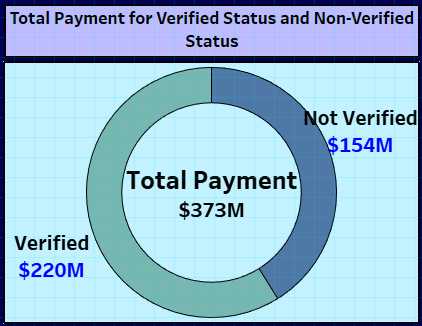 Total Payment for Verified Status and Non-Verified
Status
Not Verified
$154M
Total Payment
$373M
Verified
$220M